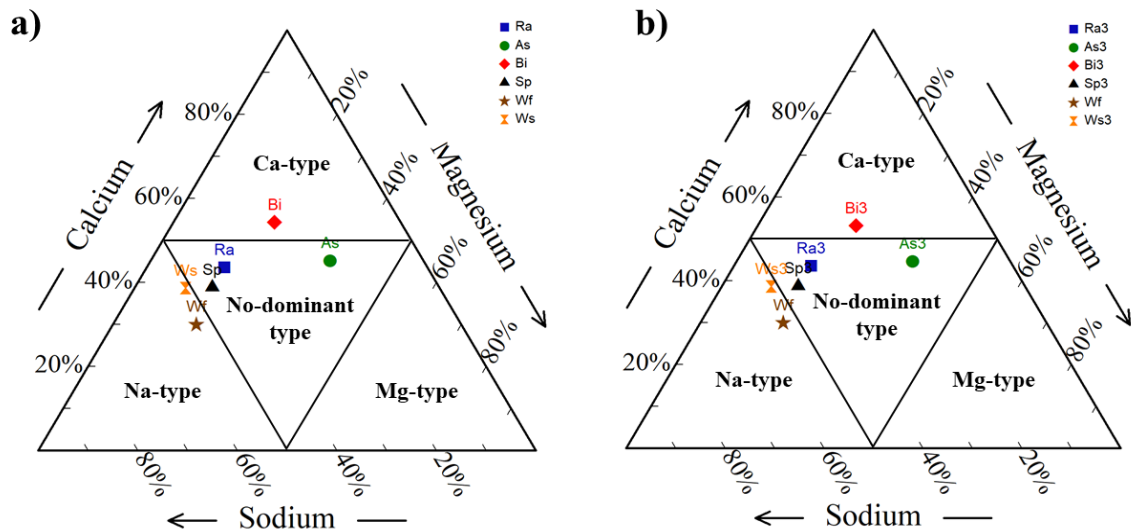 a)
Ra
As
Bi
Sp
Wf
Ws
80%
20%
Calcium
Magnesium
Ca-type
60%
40%
Bi
Ra
As
Ws
Sp
40%
60%
Wf
No-dominant
type
20%
80%
Na-type
Mg-type
80%
60%
40%
20%
Sodium
b)
Ra3
As3
Bi3
Sp3
Wf
Ws3
80%
20%
Calcium
Magnesium
Ca-type
60%
40%
Bi3
Ra3
As3
Ws3
Sp3
40%
60%
Wf
No-dominant
type
20%
80%
Na-type
Mg-type
80%
60%
40%
20%
Sodium